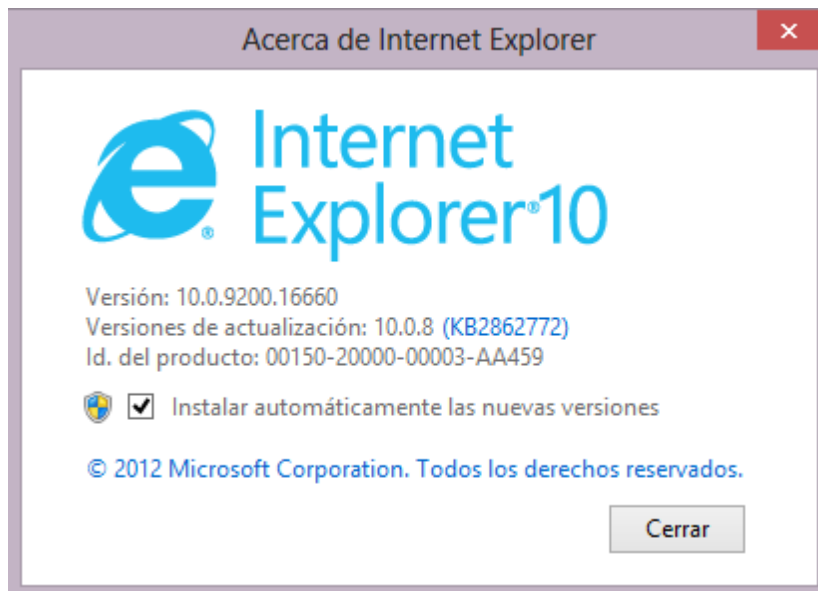 Acerca de Internet Explorer
Internet
Explorer®10
Versión: 10.0.9200.16660
Versiones de actualización: 10.0.8 (KB2862772)
Id. del producto: 00150-20000-00003-AA459
Instalar automáticamente las nuevas versiones
© 2012 Microsoft Corporation. Todos los derechos reservados.
Cerrar